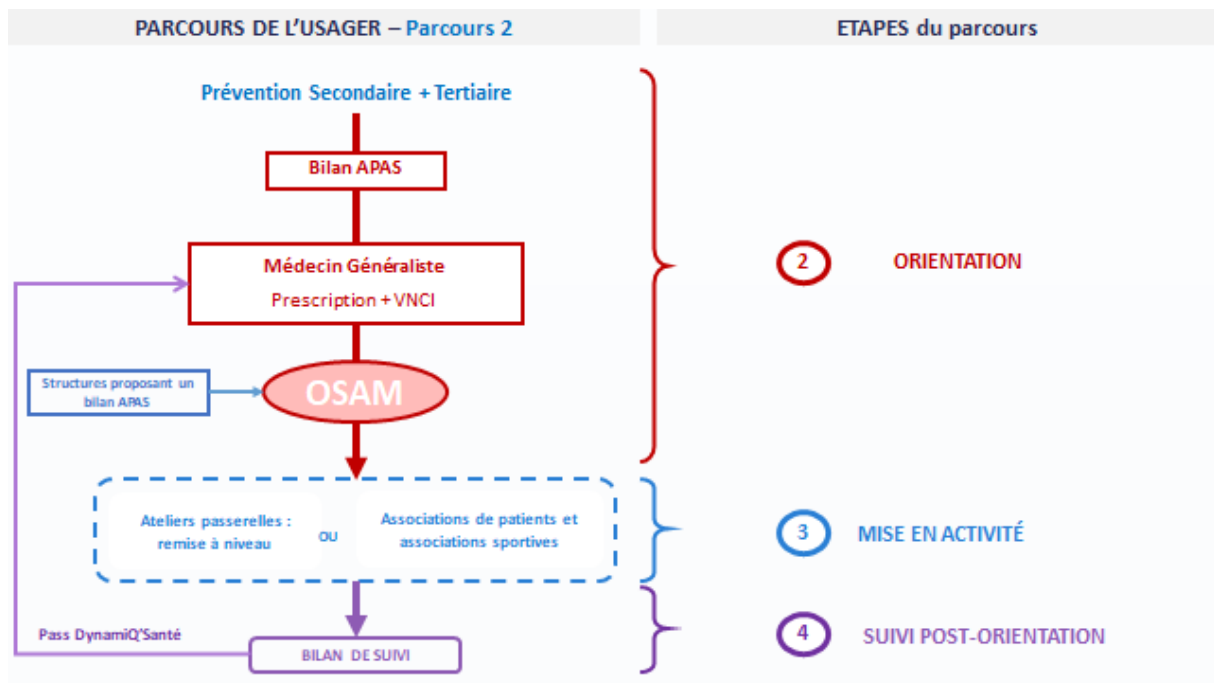 PARCOURS DE L'USAGER – Parcours 2
ETAPES du parcours
Prévention Secondaire + Tertiaire
Bilan APAS
Médecin Généraliste
Prescription + VNCI
2
ORIENTATION
Structures proposant un
bilan APAS
OSAM
Ateliers passerelles :
remise à niveau
OU
Associations de patients et
associations sportives
3
MISE EN ACTIVITÉ
Pass DynamiQ'Santé
BILAN DE SUIVI
4
SUIVI POST-ORIENTATION